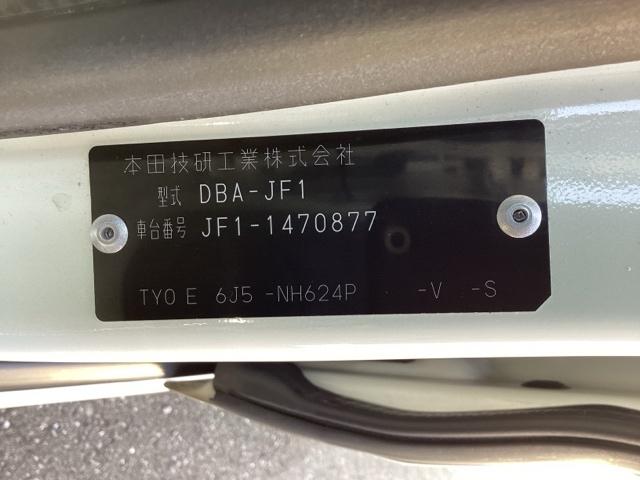 本田技研工業株式会社
型式 DBA-JF1
車台番号 JF1-1470877
TYO E 6J5 -NH624P -V -S